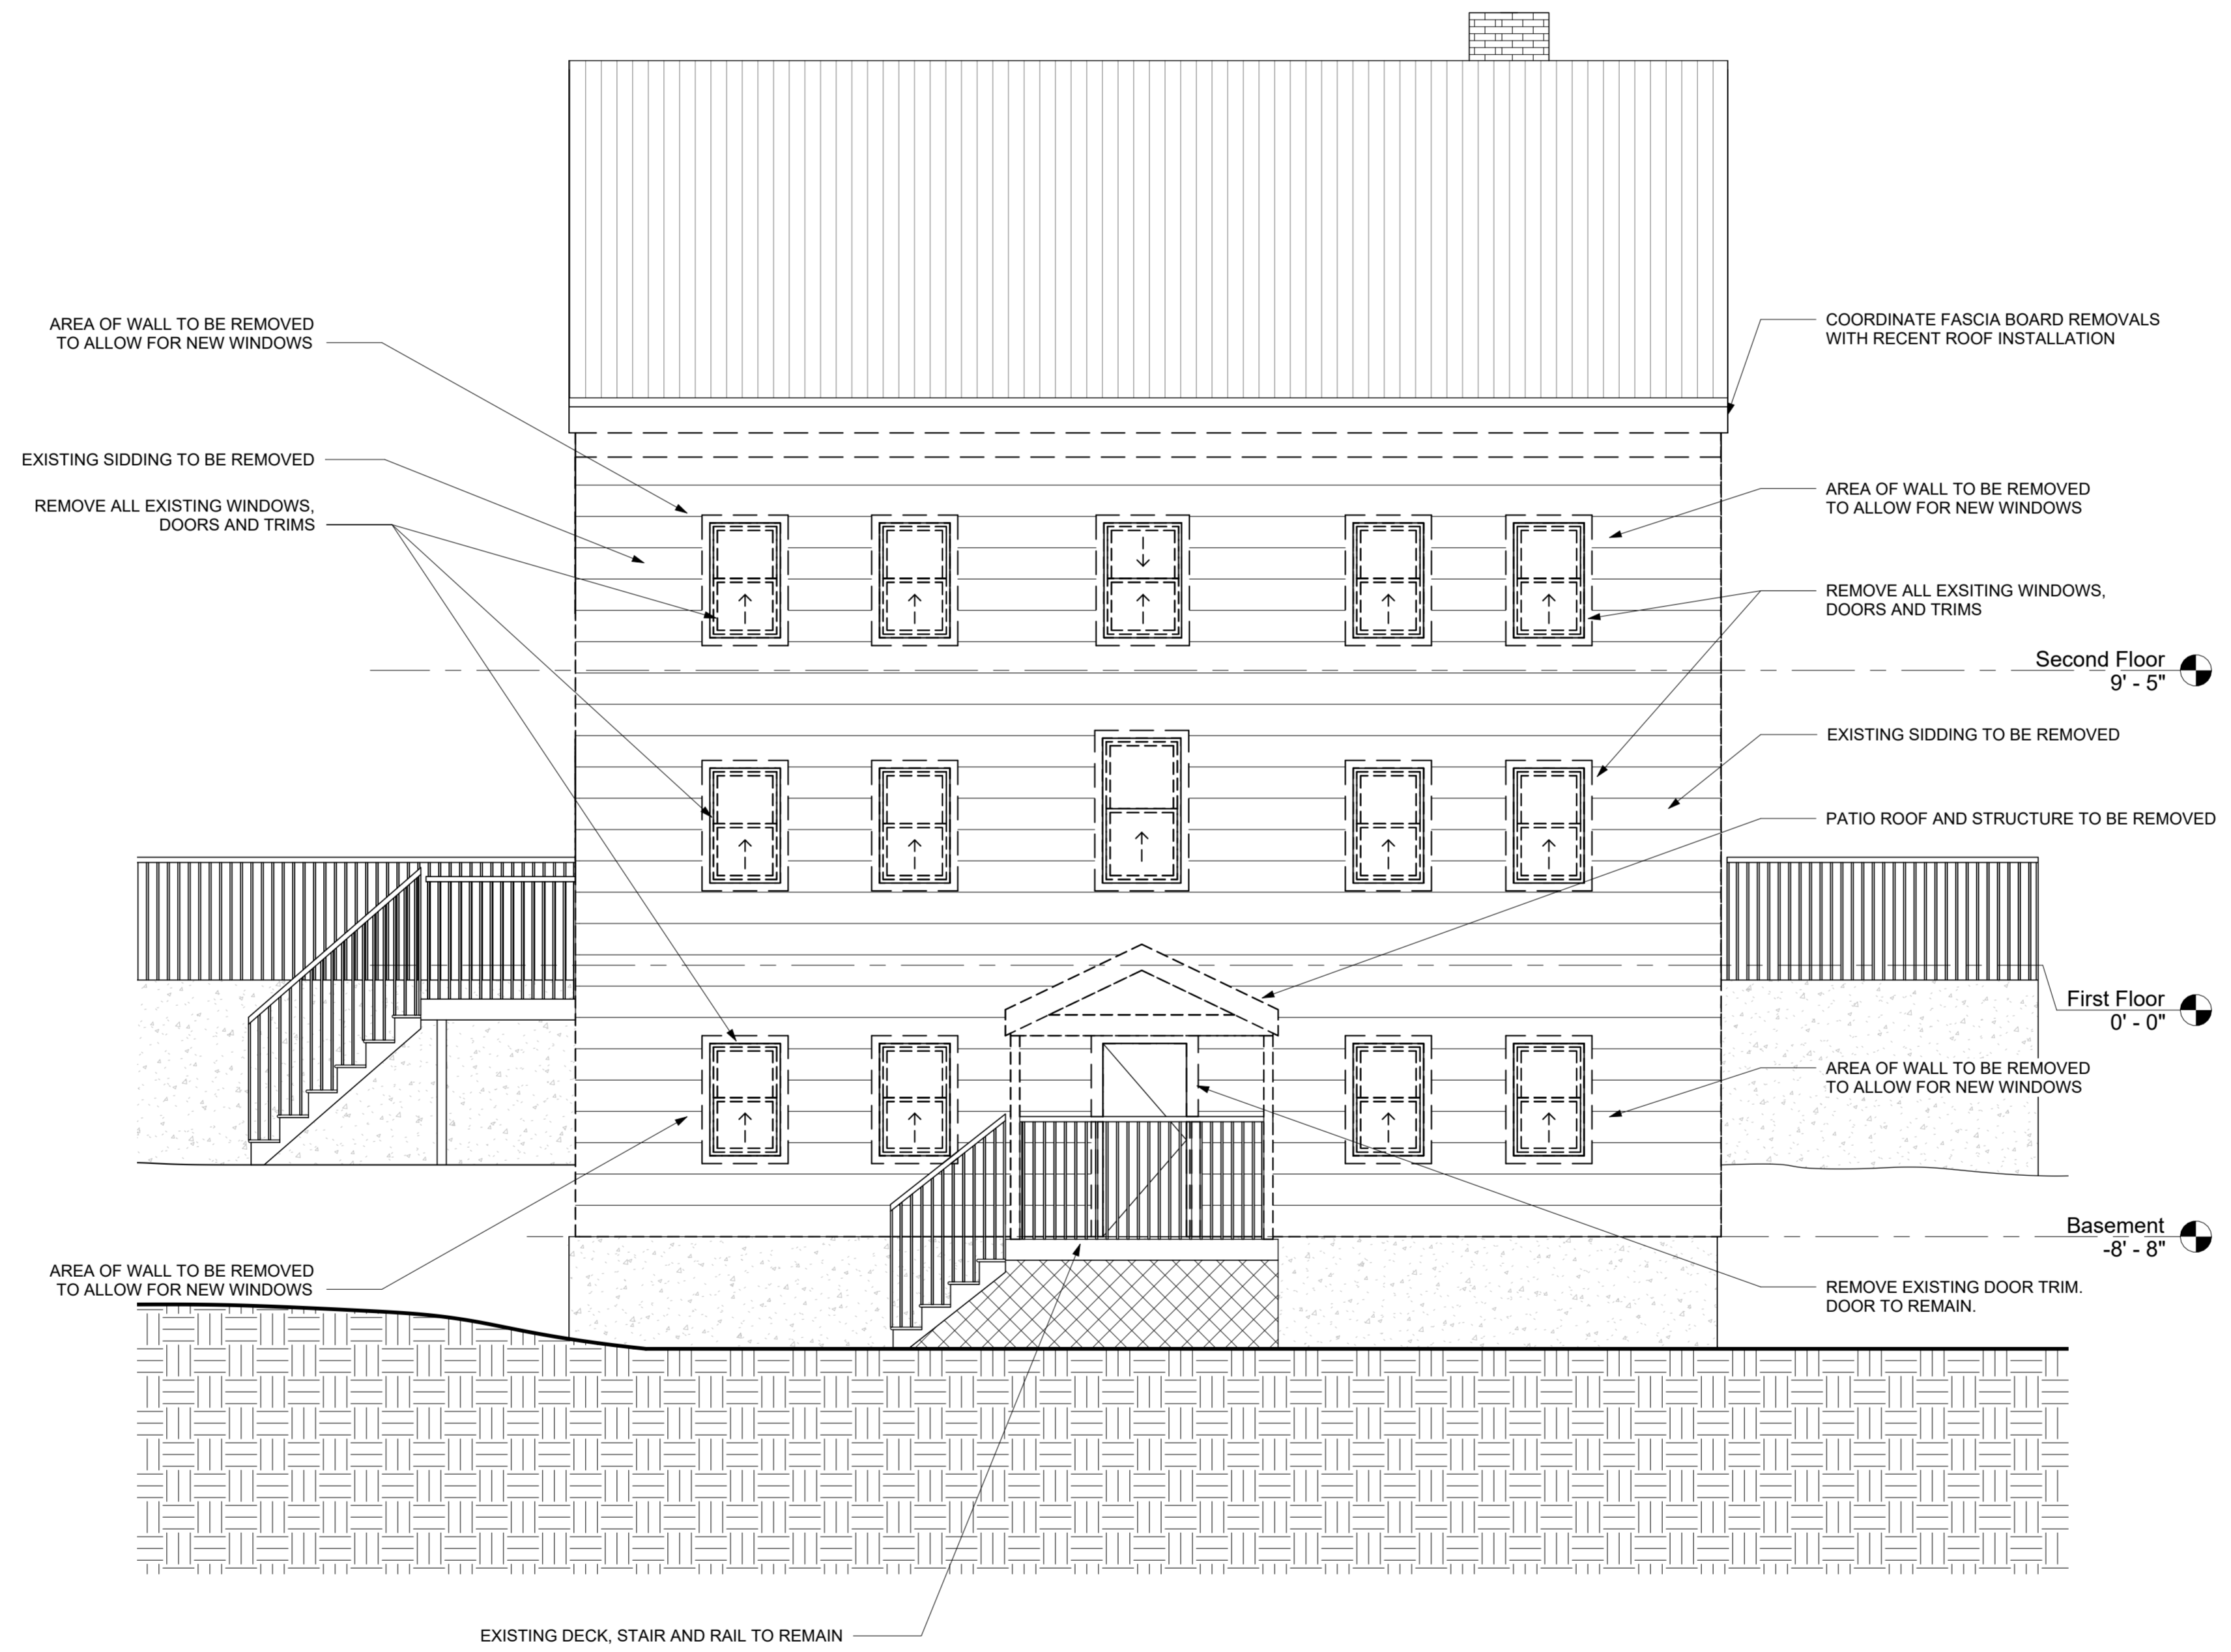 AREA OF WALL TO BE REMOVED
TO ALLOW FOR NEW WINDOWS
EXISTING SIDDING TO BE REMOVED
REMOVE ALL EXISTING WINDOWS,
DOORS AND TRIMS
AREA OF WALL TO BE REMOVED
TO ALLOW FOR NEW WINDOWS
EXISTING DECK, STAIR AND RAIL TO REMAIN
COORDINATE FASCIA BOARD REMOVALS
WITH RECENT ROOF INSTALLATION
AREA OF WALL TO BE REMOVED
TO ALLOW FOR NEW WINDOWS
REMOVE ALL EXSITING WINDOWS,
DOORS AND TRIMS
Second Floor
9' - 5"
EXISTING SIDDING TO BE REMOVED
PATIO ROOF AND STRUCTURE TO BE REMOVED
First Floor
0' - 0"
AREA OF WALL TO BE REMOVED
TO ALLOW FOR NEW WINDOWS
Basement
-8' - 8"
REMOVE EXISTING DOOR TRIM.
DOOR TO REMAIN.